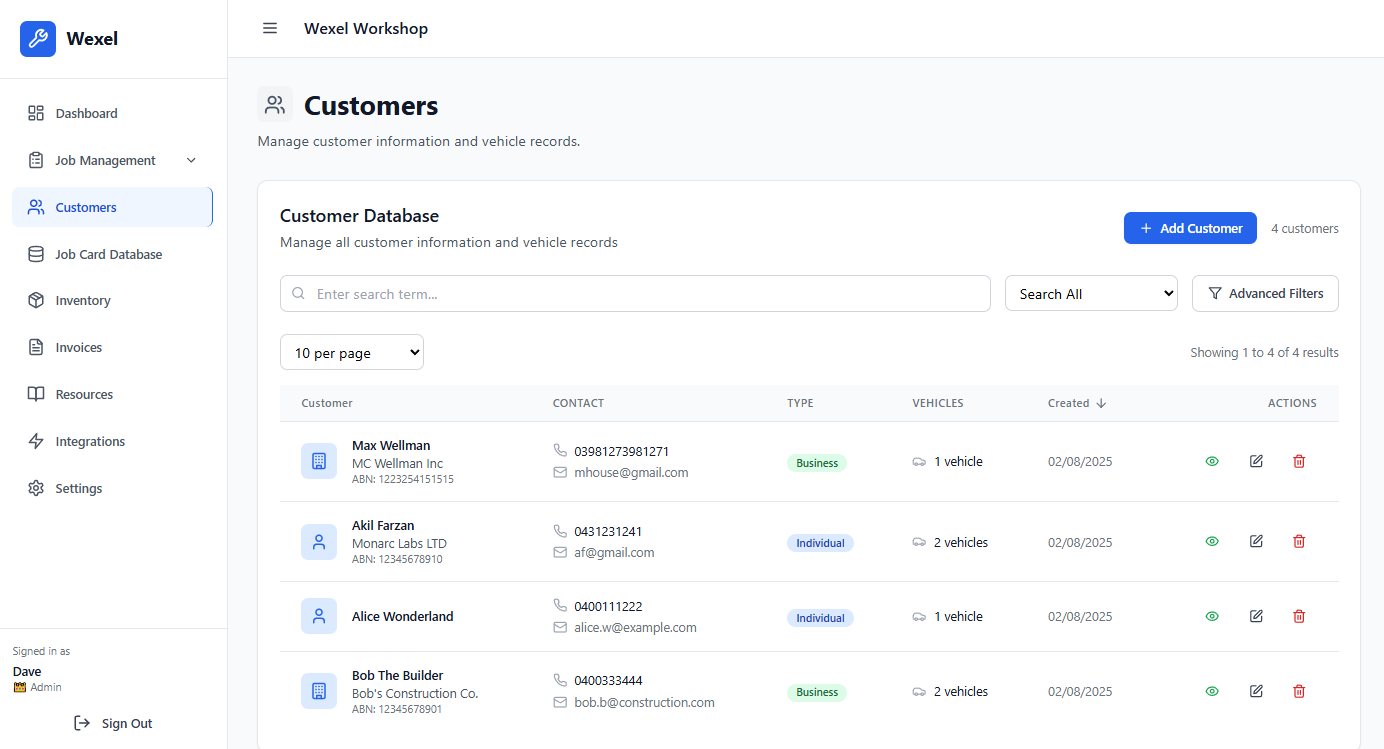 Wexel
Wexel Workshop
Dashboard
Job Management
Customers
Job Card Database
Inventory
Invoices
Resources
Integrations
Settings
Signed in as
Dave
Admin
Sign Out
Customers
Manage customer information and vehicle records.
Customer Database
Manage all customer information and vehicle records
Add Customer
4 customers
Enter search term...
Search All
Advanced Filters
10 per page
Showing 1 to 4 of 4 results
Customer CONTACT TYPE VEHICLES Created ACTIONS
Max Wellman
MC Wellman Inc
ABN: 1223254151515
03981273981271
mhouse@gmail.com
Business
1 vehicle
02/08/2025
Akil Farzan
Monarc Labs LTD
ABN: 12345678910
0431231241
af@gmail.com
Individual
2 vehicles
02/08/2025
Alice Wonderland
0400111222
alice.w@example.com
Individual
1 vehicle
02/08/2025
Bob The Builder
Bob's Construction Co.
ABN: 12345678901
0400333444
bob.b@construction.com
Business
2 vehicles
02/08/2025